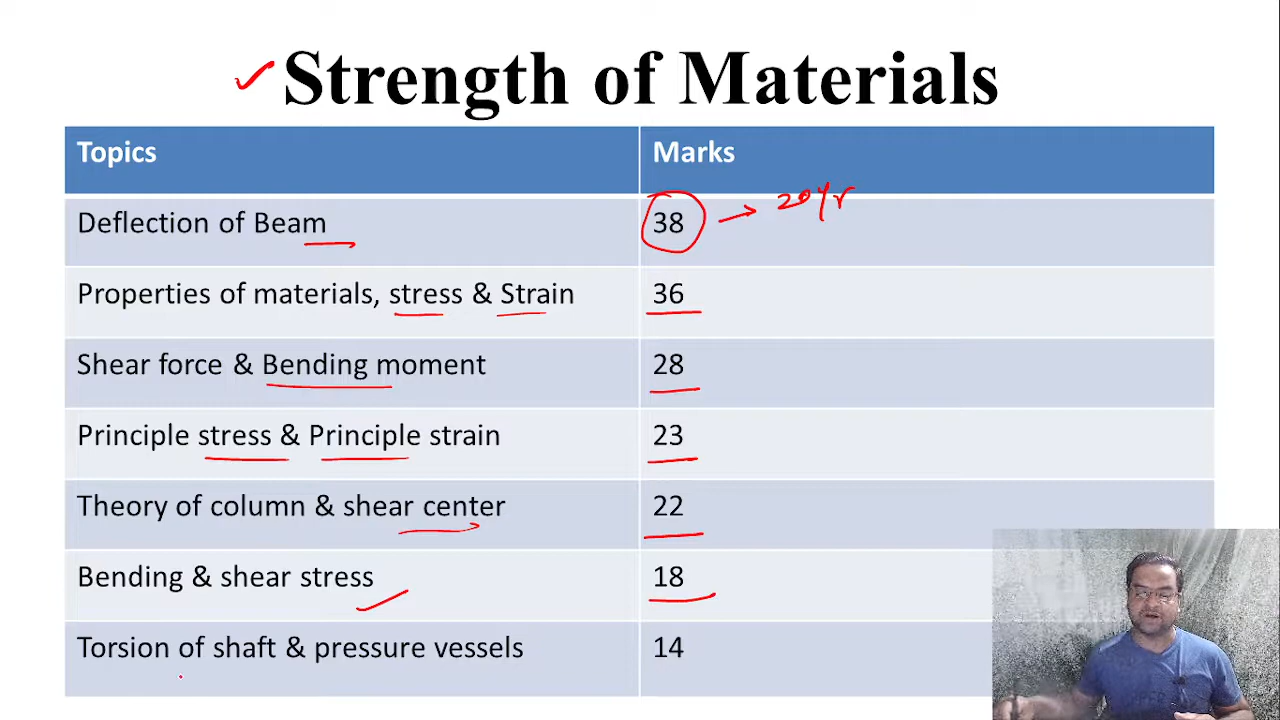 Strength of Materials
Topics Marks
Deflection of Beam 38 → 20 yr
Properties of materials, stress & Strain 36
Shear force & Bending moment 28
Principle stress & Principle strain 23
Theory of column & shear center 22
Bending & shear stress 18
Torsion of shaft & pressure vessels 14